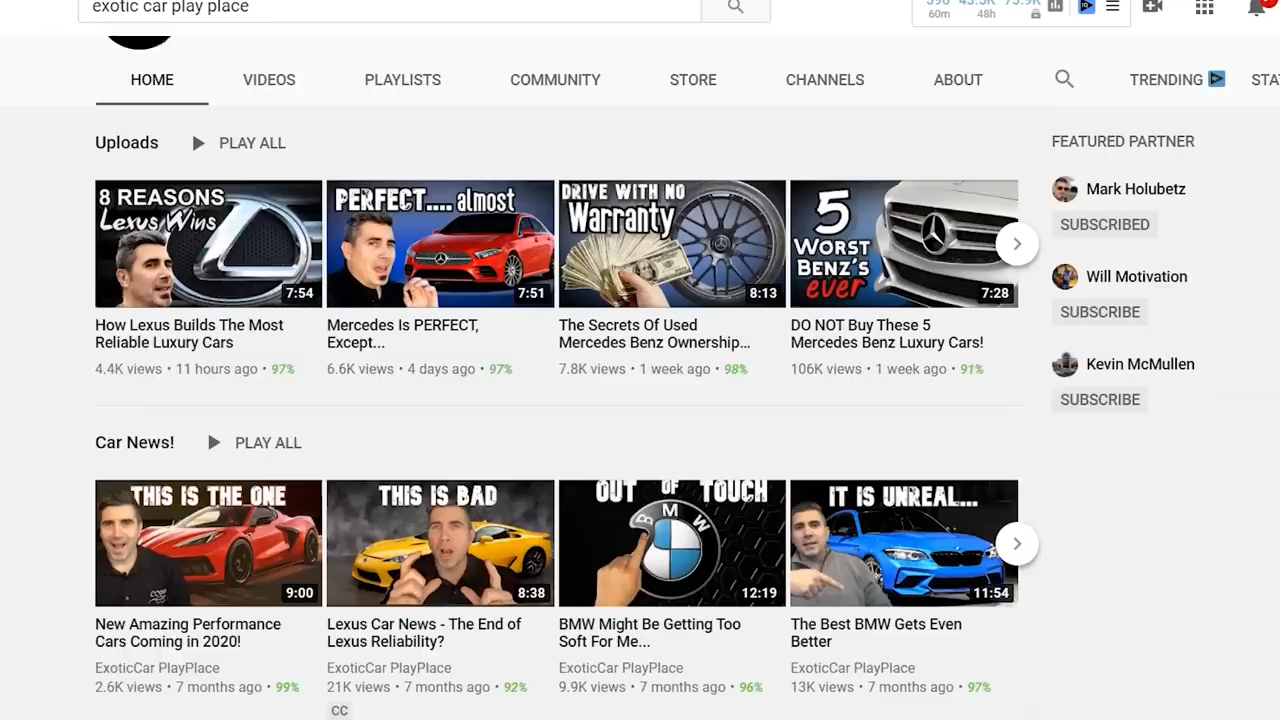 exotic car play place
60m 48h
HOME VIDEOS PLAYLISTS COMMUNITY STORE CHANNELS ABOUT TRENDING
Uploads PLAY ALL
8 REASONS
Lexus Wins
7:54
How Lexus Builds The Most
Reliable Luxury Cars
4.4K views • 11 hours ago • 97%
PERFECT.... almost
7:51
Mercedes Is PERFECT,
Except...
6.6K views • 4 days ago • 97%
DRIVE WITH NO
Warranty
8:13
The Secrets Of Used
Mercedes Benz Ownership...
7.8K views • 1 week ago • 98%
5
WORST
BENZ'S
ever
7:28
DO NOT Buy These 5
Mercedes Benz Luxury Cars!
106K views • 1 week ago • 91%
Car News! PLAY ALL
THIS IS THE ONE
9:00
New Amazing Performance
Cars Coming in 2020!
ExoticCar PlayPlace
2.6K views • 7 months ago • 99%
THIS IS BAD
8:38
Lexus Car News - The End of
Lexus Reliability?
ExoticCar PlayPlace
21K views • 7 months ago • 92%
CC
OUT OF TOUCH
BMW
12:19
BMW Might Be Getting Too
Soft For Me...
ExoticCar PlayPlace
9.9K views • 7 months ago • 96%
IT IS UNREAL...
11:54
The Best BMW Gets Even
Better
ExoticCar PlayPlace
13K views • 7 months ago • 97%
FEATURED PARTNER
Mark Holubetz
SUBSCRIBED
Will Motivation
SUBSCRIBE
Kevin McMullen
SUBSCRIBE